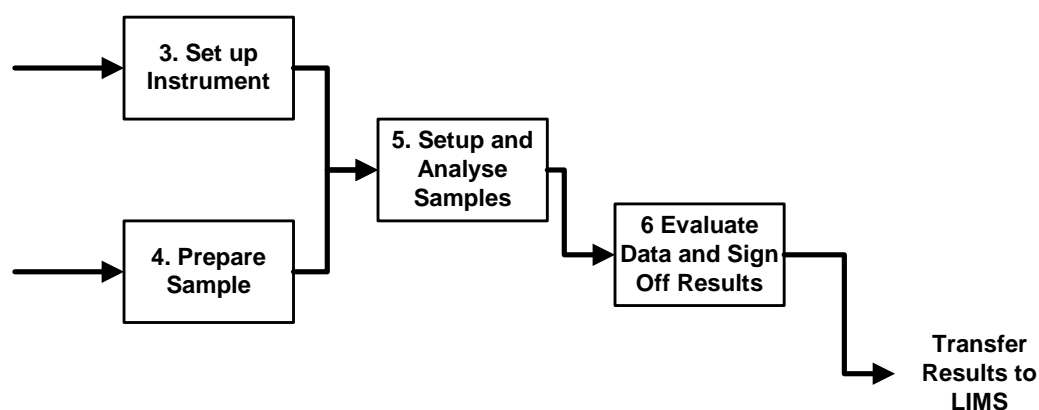 3. Set up
Instrument
4. Prepare
Sample
5. Setup and
Analyse
Samples
6 Evaluate
Data and Sign
Off Results
Transfer
Results to
LIMS